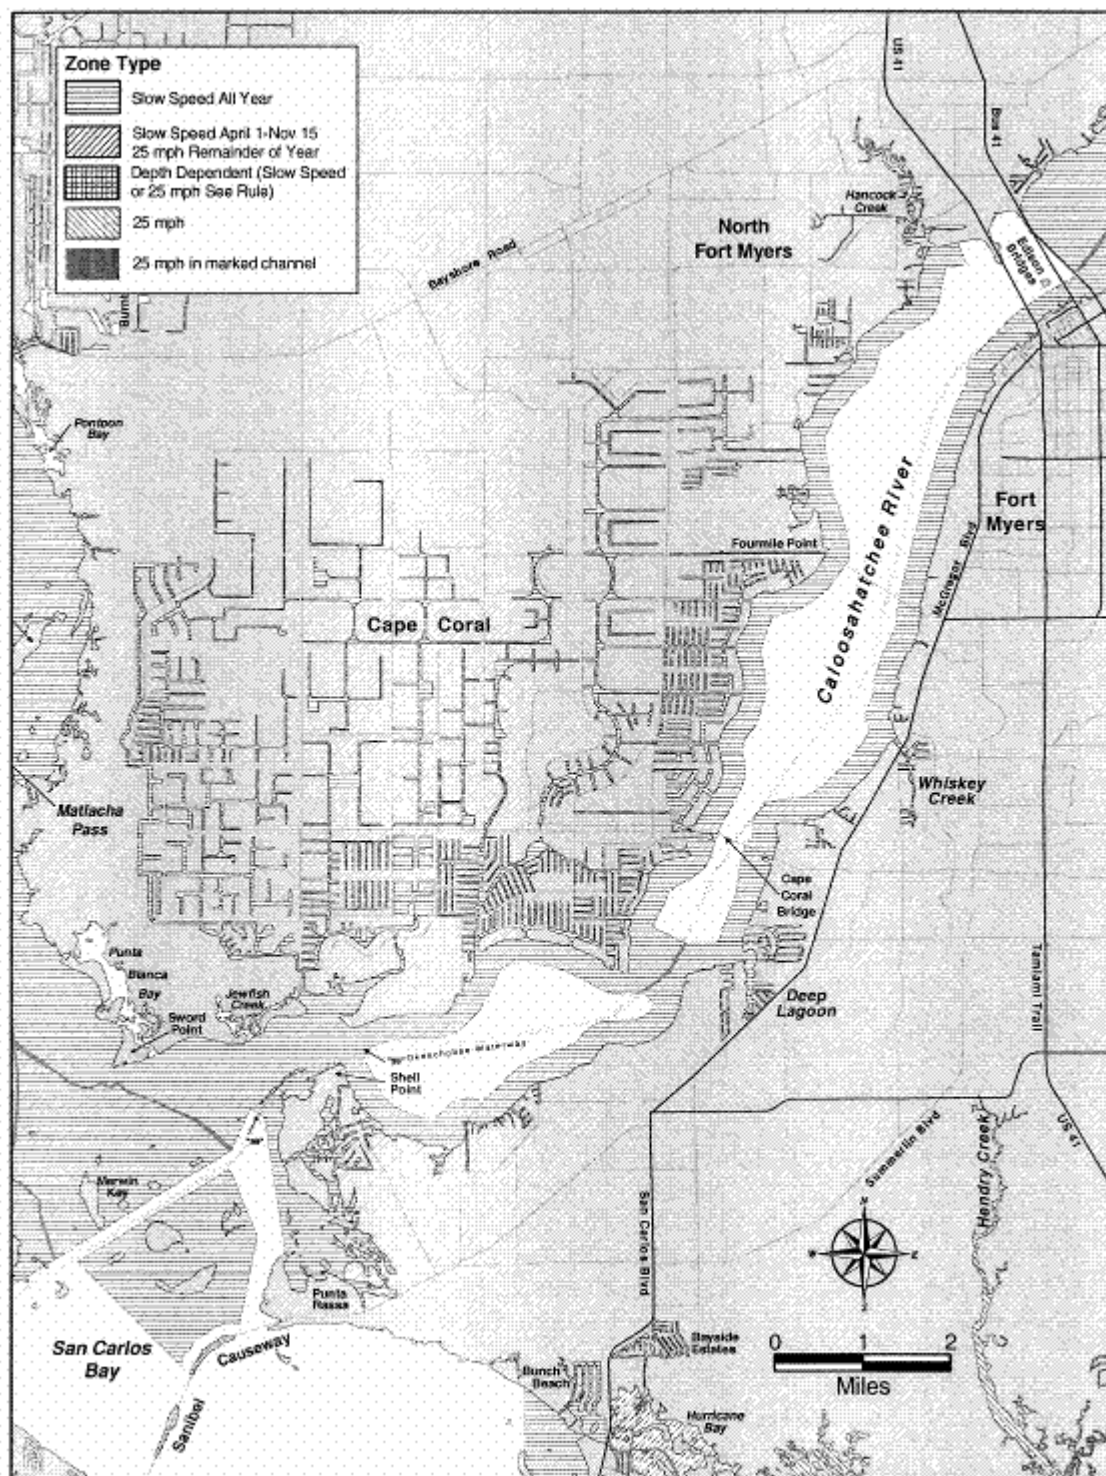 Zone Type
Slow Speed All Year
Slow Speed April 1-Nov 15
25 mph Remainder of Year
Depth Dependent (Slow Speed
or 25 mph See Rule)
25 mph
25 mph in marked channel
US 41
Bus 41
Hancock
Creek
North
Fort Myers
Edison
Bridges
Bayshore Road
Burnt
Pontoon
Bay
Caloosahatchee River
Fort
Myers
McGregor Blvd
Fourmile Point
Cape Coral
Whiskey
Creek
Matlacha
Pass
Cape
Coral
Bridge
Tamiami Trail
Punta
Blanca
Bay
Jewfish
Creek
Sword
Point
Deep
Lagoon
Okeechobee Waterway
Shell
Point
Merwin
Key
San Carlos Blvd
Summerlin Blvd
Hendry Creek
US 41
N
W
E
S
Punta
Rassa
San Carlos
Bay
Causeway
Sanibel
Bunch
Beach
Bayside
Estates
Hurricane
Bay
0 1 2
Miles